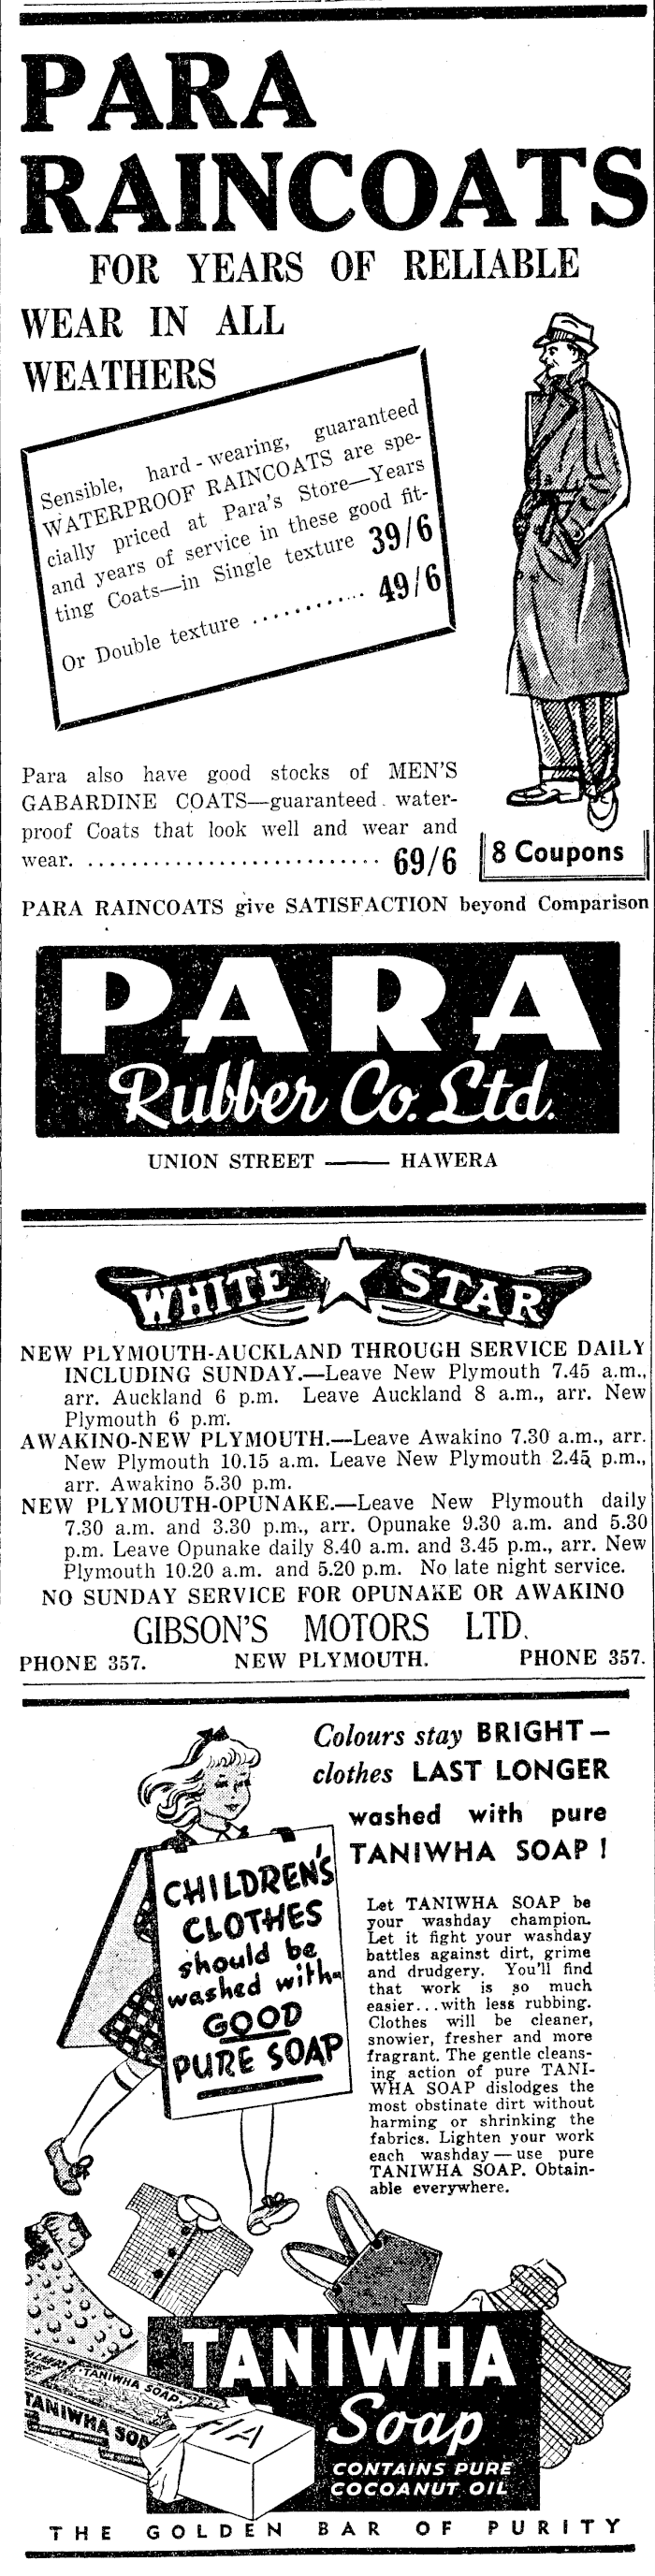 PARA
RAINCOATS
FOR YEARS OF RELIABLE
WEAR IN ALL
WEATHERS
Sensible, hard-wearing, guaranteed
WATERPROOF RAINCOATS are spe-
cially priced at Para's Store—Years
and years of service in these good fit-
ting Coats—in Single texture 39/6
Or Double texture ............ 49/6
Para also have good stocks of MEN'S
GABARDINE COATS—guaranteed water-
proof Coats that look well and wear and
wear. ............................ 69/6
8 Coupons
PARA RAINCOATS give SATISFACTION beyond Comparison
PARA
Rubber Co. Ltd.
UNION STREET —— HAWERA
WHITE STAR
NEW PLYMOUTH-AUCKLAND THROUGH SERVICE DAILY
INCLUDING SUNDAY.—Leave New Plymouth 7.45 a.m.,
arr. Auckland 6 p.m. Leave Auckland 8 a.m., arr. New
Plymouth 6 p.m.
AWAKINO-NEW PLYMOUTH.—Leave Awakino 7.30 a.m., arr.
New Plymouth 10.15 a.m. Leave New Plymouth 2.45 p.m.,
arr. Awakino 5.30 p.m.
NEW PLYMOUTH-OPUNAKE.—Leave New Plymouth daily
7.30 a.m. and 3.30 p.m., arr. Opunake 9.30 a.m. and 5.30
p.m. Leave Opunake daily 8.40 a.m. and 3.45 p.m., arr. New
Plymouth 10.20 a.m. and 5.20 p.m. No late night service.
NO SUNDAY SERVICE FOR OPUNAKE OR AWAKINO
GIBSON'S MOTORS LTD.
PHONE 357. NEW PLYMOUTH. PHONE 357.
Colours stay BRIGHT—
clothes LAST LONGER
washed with pure
TANIWHA SOAP!
CHILDREN'S
CLOTHES
should be
washed with—
GOOD
PURE SOAP
Let TANIWHA SOAP be
your washday champion.
Let it fight your washday
battles against dirt, grime
and drudgery. You'll find
that work is so much
easier...with less rubbing.
Clothes will be cleaner,
snowier, fresher and more
fragrant. The gentle cleans-
ing action of pure TANI-
WHA SOAP dislodges the
most obstinate dirt without
harming or shrinking the
fabrics. Lighten your work
each washday—use pure
TANIWHA SOAP. Obtain-
able everywhere.
TANIWHA
Soap
CONTAINS PURE
COCOANUT OIL
TANIWHA SOAP
TANIWHA SOA
HA
THE GOLDEN BAR OF PURITY